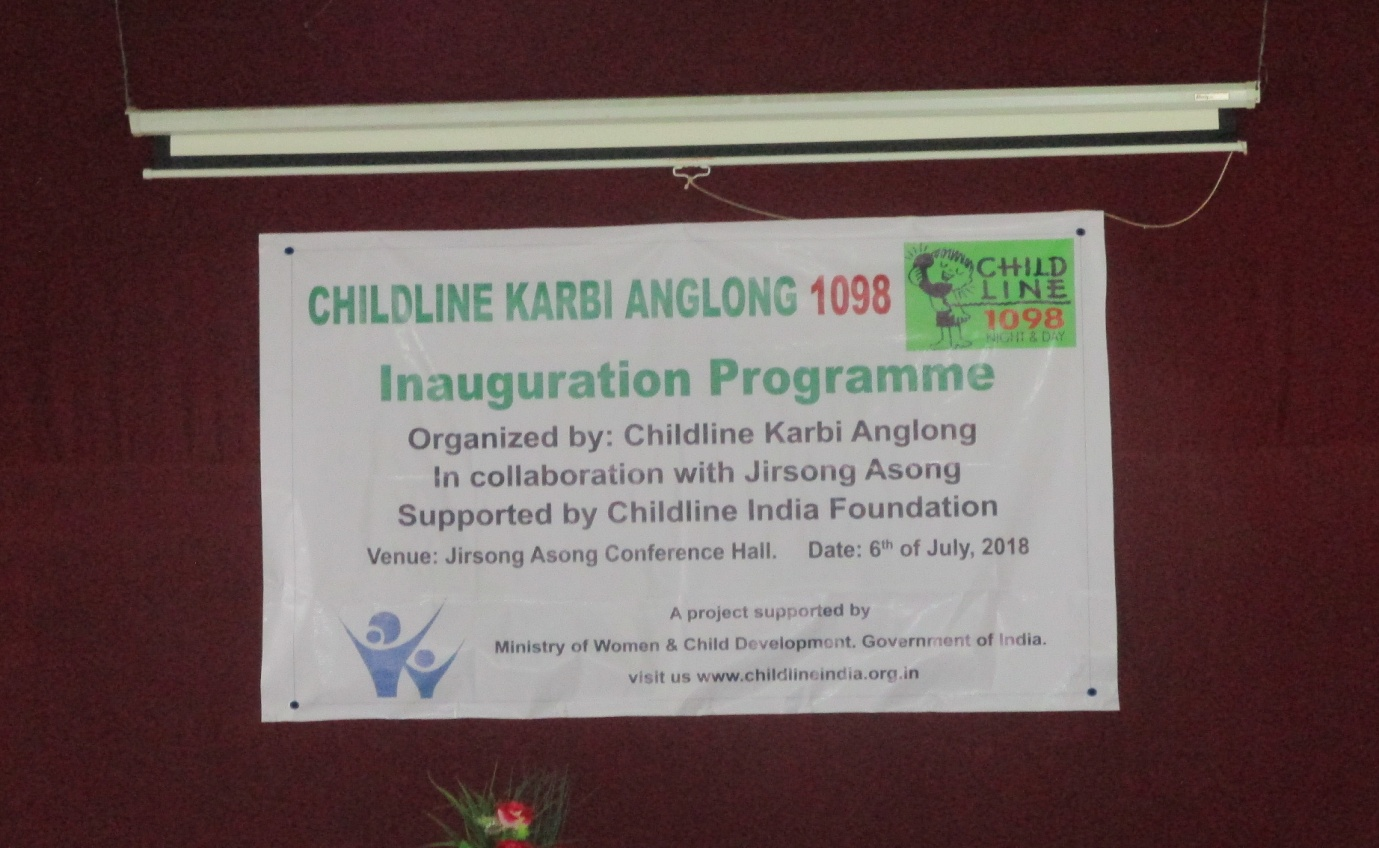 CHILDLINE KARBI ANGLONG 1098
CHILD
LINE
1098
NIGHT & DAY
Inauguration Programme
Organized by: Childline Karbi Anglong
In collaboration with Jirsong Asong
Supported by Childline India Foundation
Venue: Jirsong Asong Conference Hall. Date: 6th of July, 2018
A project supported by
Ministry of Women & Child Development. Government of India.
visit us www.childlineindia.org.in